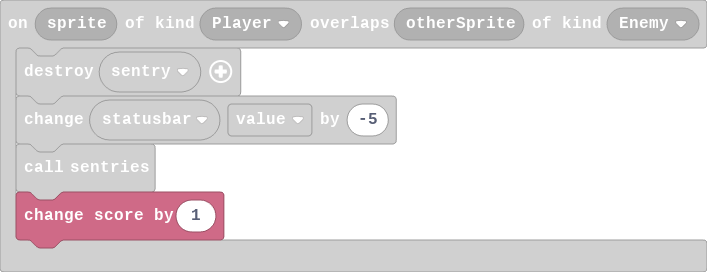 on sprite of kind Player overlaps otherSprite of kind Enemy
destroy sentry
change statusbar value by -5
call sentries
change score by 1